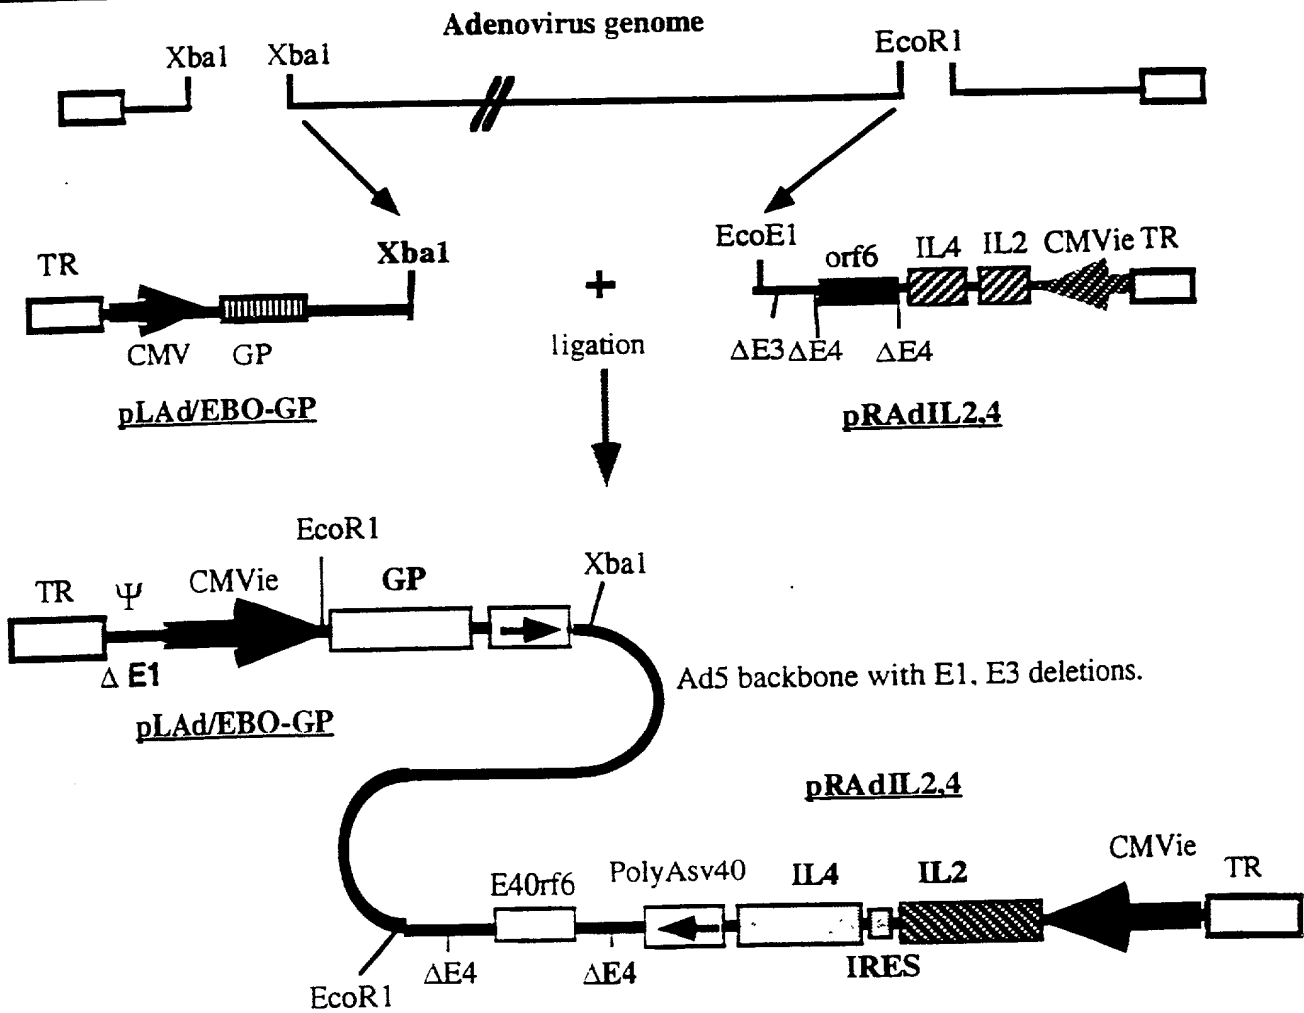 Adenovirus genome
Xba1 Xba1 EcoR1
TR
Xba1
CMV GP
pLAd/EBO-GP
+
ligation
EcoE1
orf6 IL4 IL2 CMVie TR
ΔE3 ΔE4 ΔE4
pRAdIL2,4
EcoR1
TR Ψ CMVie GP Xba1
Δ E1
pLAd/EBO-GP
Ad5 backbone with E1, E3 deletions.
pRAdIL2,4
E40rf6 PolyAsv40 IL4 IL2 CMVie TR
ΔE4 ΔE4 IRES
EcoR1